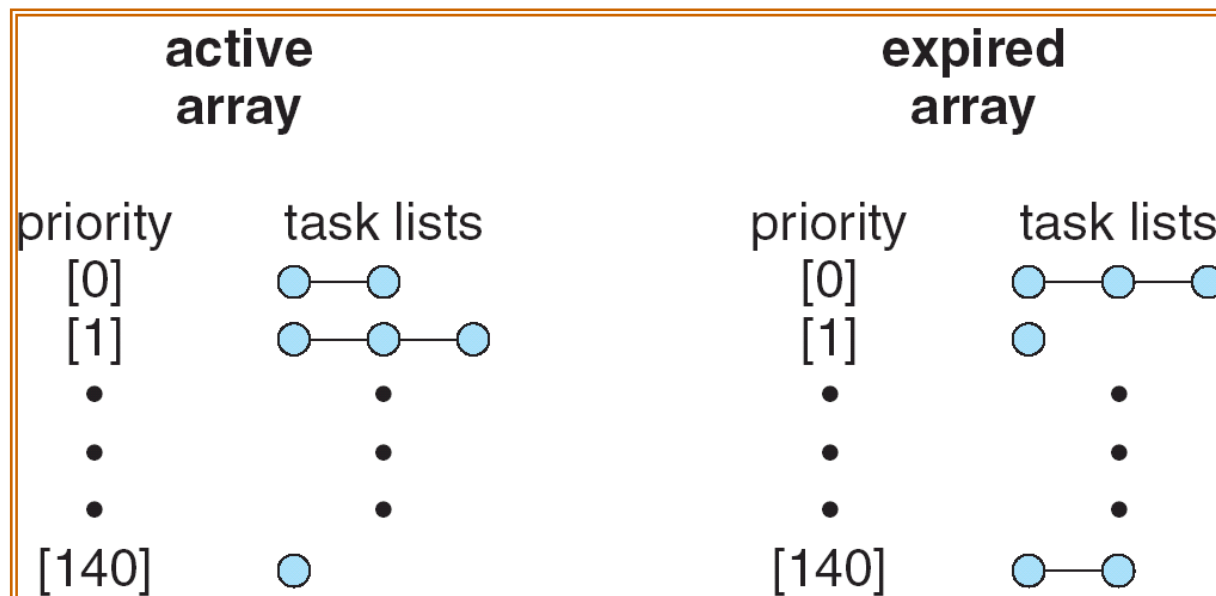 active
array
expired
array
priority task lists priority task lists
[0] [0]
[1] [1]
[140] [140]